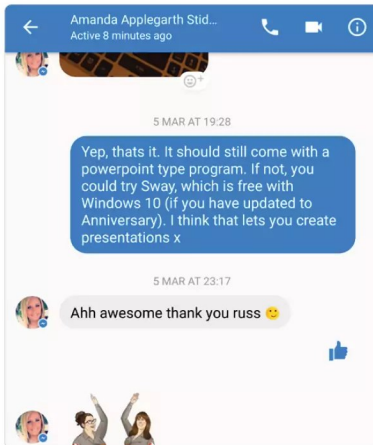 Amanda Applegarth Stid...
Active 8 minutes ago
5 MAR AT 19:28
Yep, thats it. It should still come with a
powerpoint type program. If not, you
could try Sway, which is free with
Windows 10 (if you have updated to
Anniversary). I think that lets you create
presentations x
5 MAR AT 23:17
Ahh awesome thank you russ 🙂